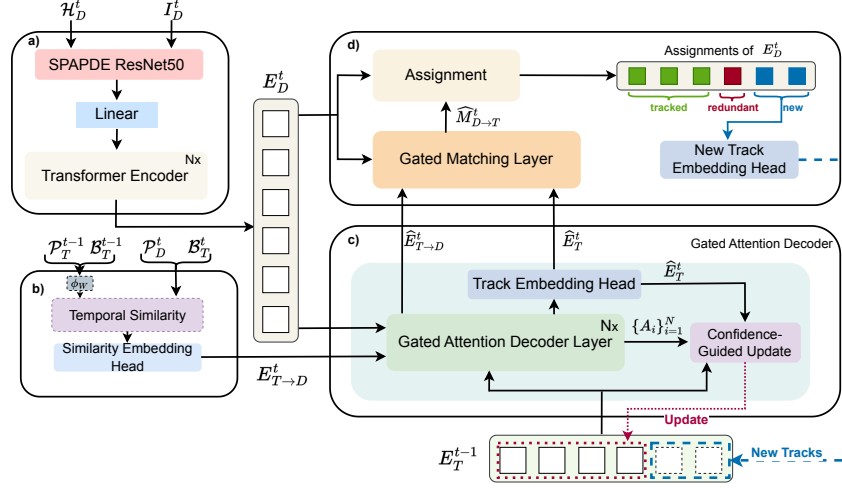 $\mathcal{H}_D^t$ $I_D^t$
a)
SPAPDE ResNet50
Linear
Nx
Transformer Encoder
$E_D^t$
$\mathcal{P}_T^{t-1}$ $\mathcal{B}_T^{t-1}$ $\mathcal{P}_D^t$ $\mathcal{B}_T^t$
b)
$\phi_W$
Temporal Similarity
Similarity Embedding
Head
$E_{T \to D}^t$
d)
Assignment
$\widehat{M}_{D \to T}^t$
Gated Matching Layer
Assignments of $E_D^t$
tracked redundant new
New Track
Embedding Head
$\widehat{E}_{T \to D}^t$
$\widehat{E}_T^t$
c)
Gated Attention Decoder
Track Embedding Head
$\widehat{E}_T^t$
Nx
Gated Attention Decoder Layer
$\{A_i\}_{i=1}^N$
Confidence-
Guided Update
Update
$E_T^{t-1}$
New Tracks